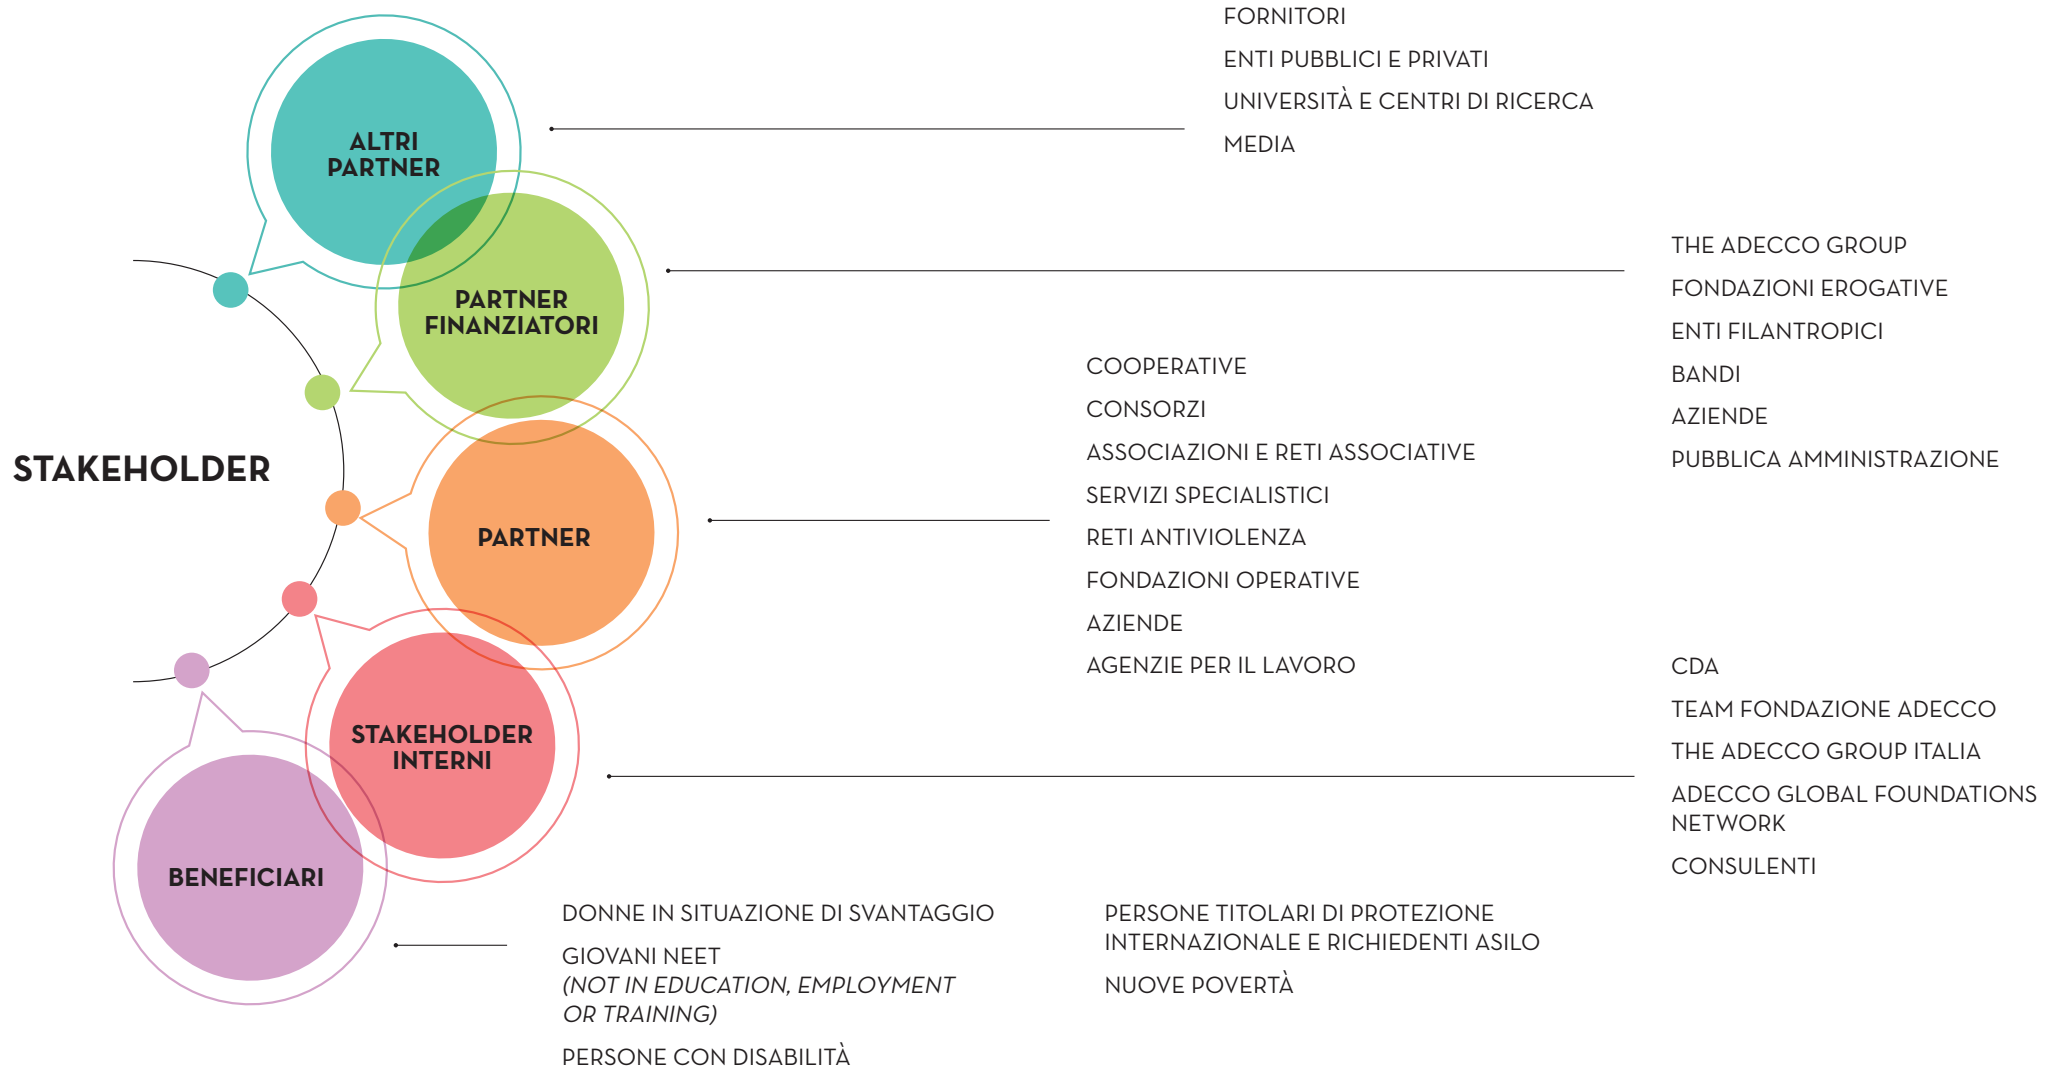 STAKEHOLDER
ALTRI
PARTNER
FORNITORI
ENTI PUBBLICI E PRIVATI
UNIVERSITÀ E CENTRI DI RICERCA
MEDIA
PARTNER
FINANZIATORI
THE ADECCO GROUP
FONDAZIONI EROGATIVE
ENTI FILANTROPICI
BANDI
AZIENDE
PUBBLICA AMMINISTRAZIONE
PARTNER
COOPERATIVE
CONSORZI
ASSOCIAZIONI E RETI ASSOCIATIVE
SERVIZI SPECIALISTICI
RETI ANTIVIOLENZA
FONDAZIONI OPERATIVE
AZIENDE
AGENZIE PER IL LAVORO
STAKEHOLDER
INTERNI
CDA
TEAM FONDAZIONE ADECCO
THE ADECCO GROUP ITALIA
ADECCO GLOBAL FOUNDATIONS
NETWORK
CONSULENTI
BENEFICIARI
DONNE IN SITUAZIONE DI SVANTAGGIO
GIOVANI NEET
(NOT IN EDUCATION, EMPLOYMENT
OR TRAINING)
PERSONE CON DISABILITÀ
PERSONE TITOLARI DI PROTEZIONE
INTERNAZIONALE E RICHIEDENTI ASILO
NUOVE POVERTÀ